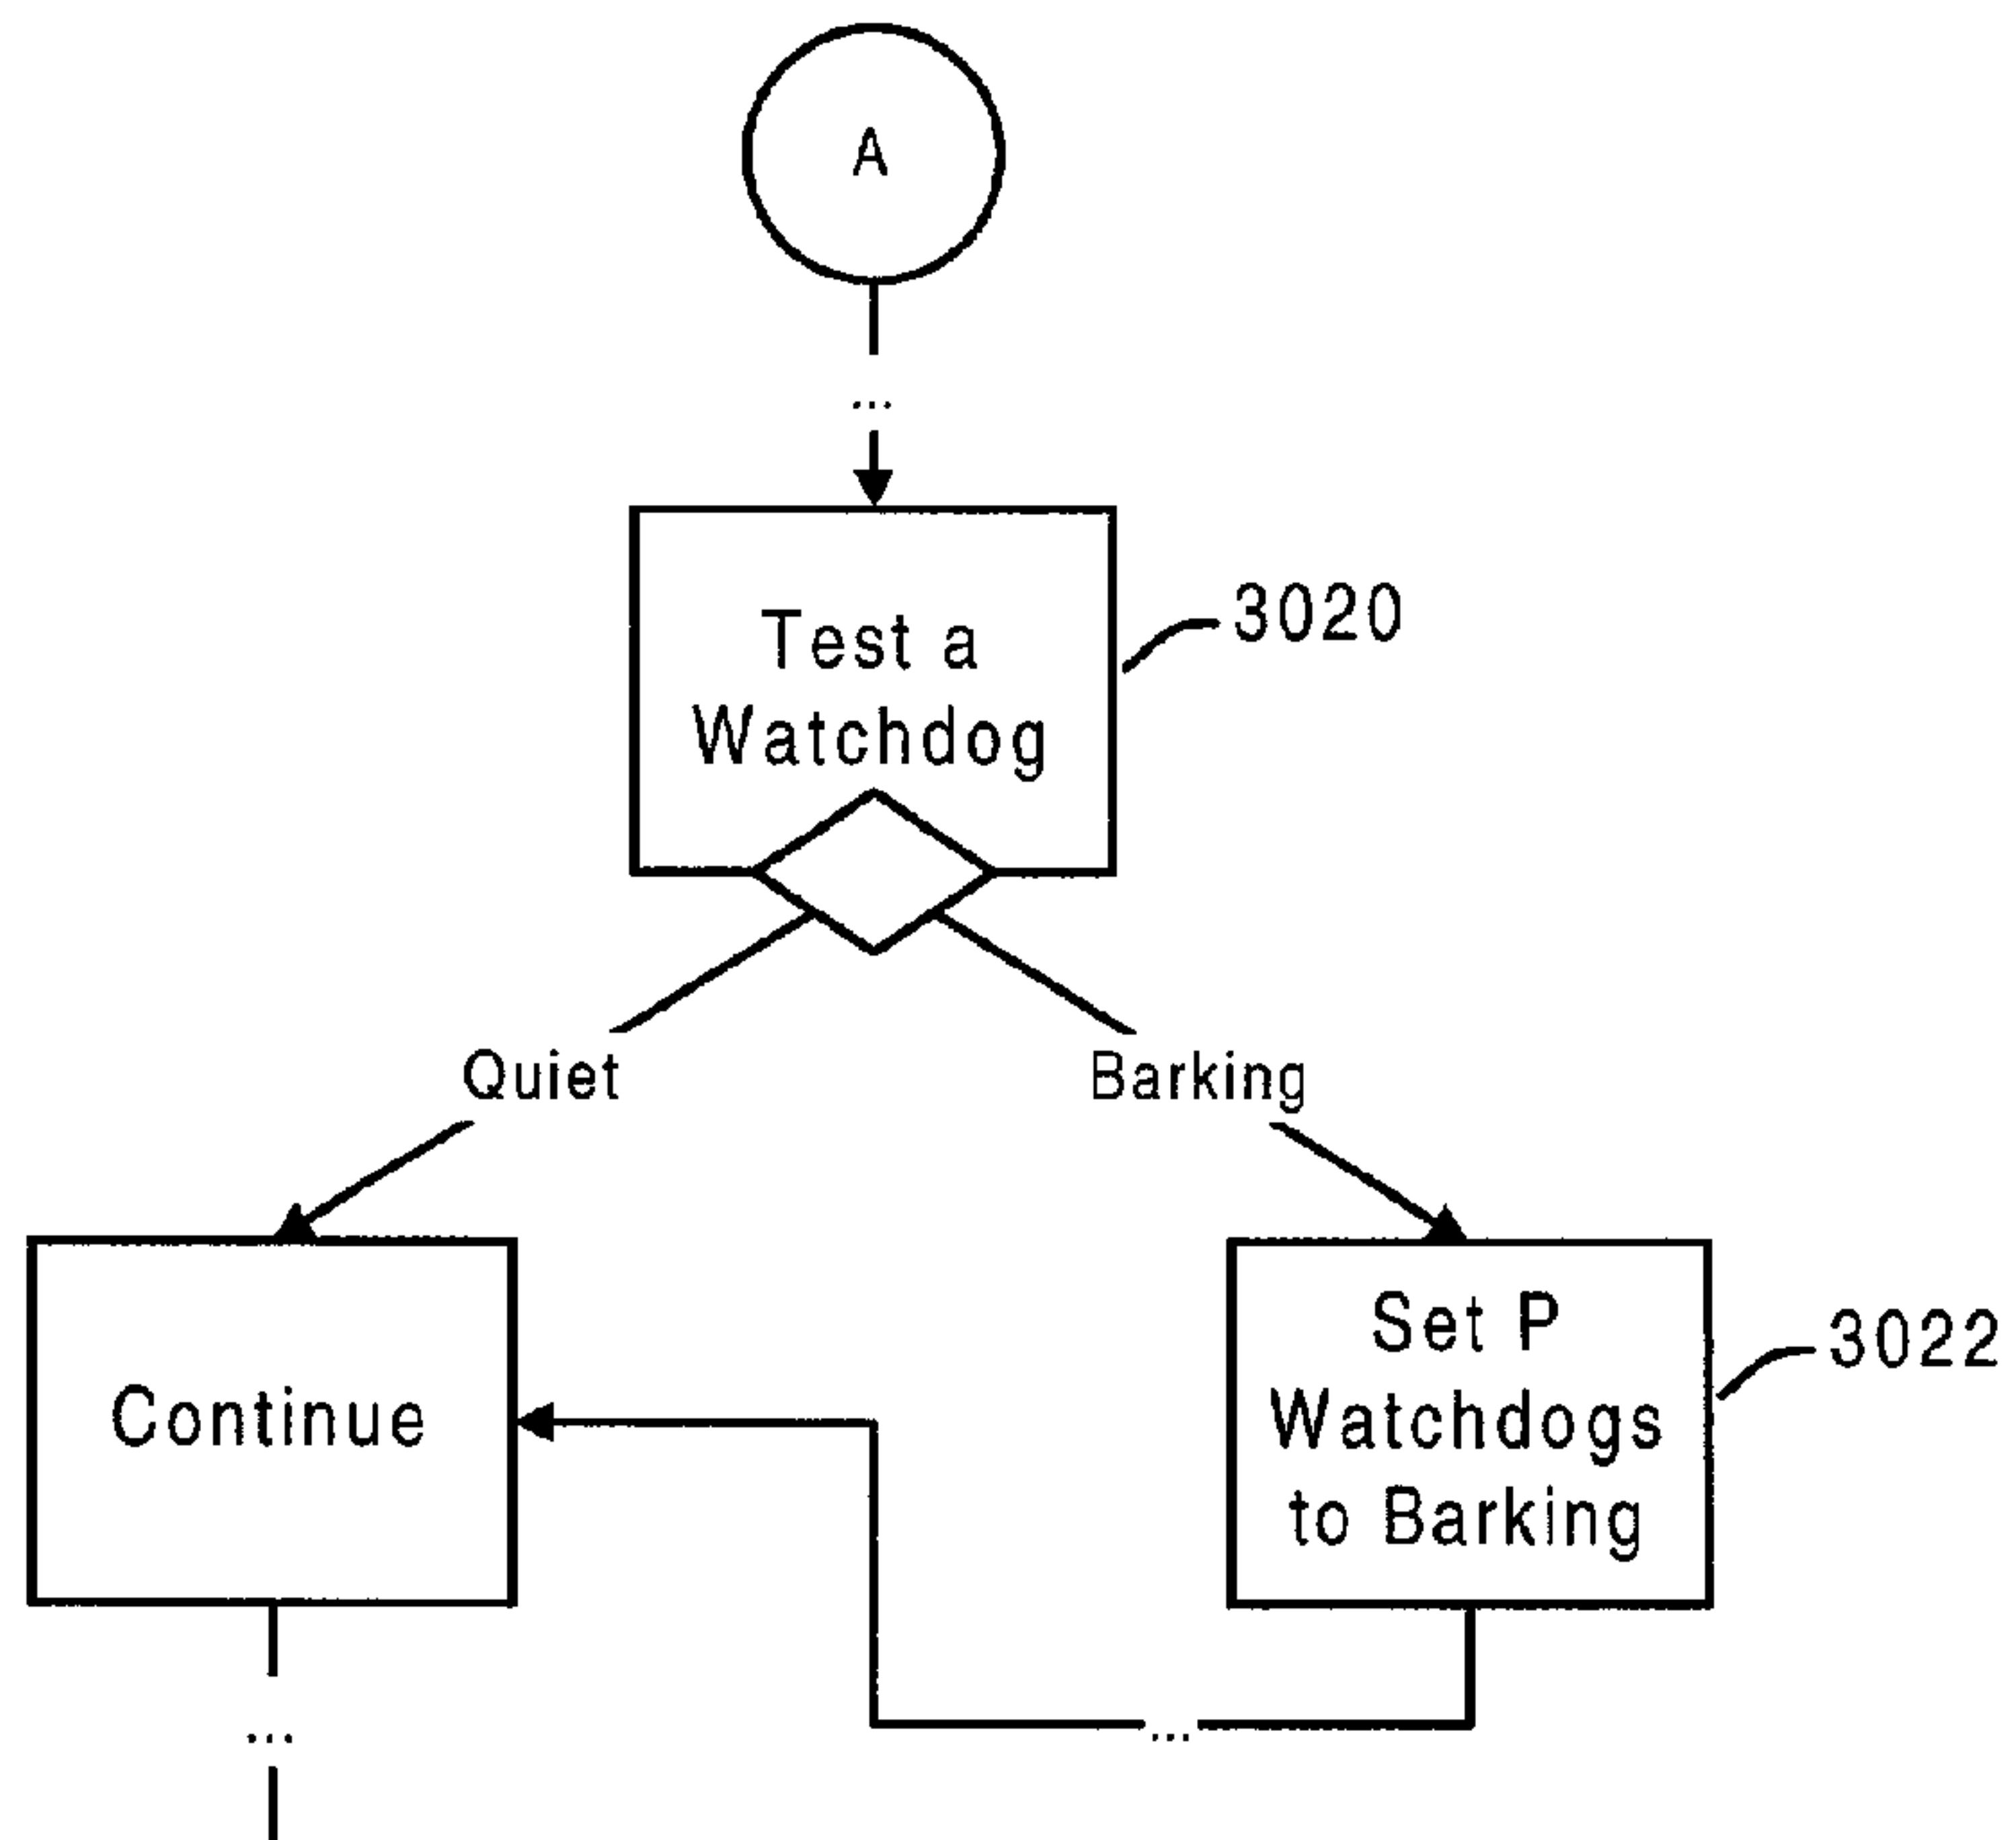 A
...
Test a
Watchdog
3020
Quiet
Barking
Continue
Set P
Watchdogs
to Barking
3022
...
...